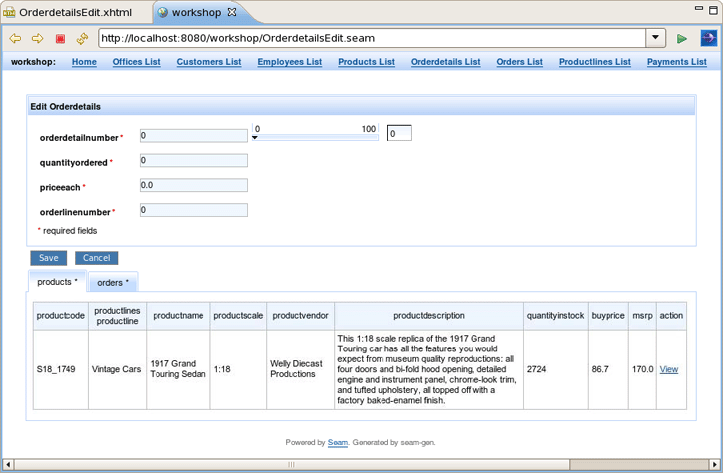 OrderdetailsEdit.xhtml workshop
http://localhost:8080/workshop/OrderdetailsEdit.seam
workshop: Home Offices List Customers List Employees List Products List Orderdetails List Orders List Productlines List Payments List
Edit Orderdetails
orderdetailnumber * 0 0 100 0
quantityordered * 0
priceeach * 0.0
orderlinenumber * 0
* required fields
Save Cancel
products * orders *
productcode productlines productline productname productscale productvendor productdescription quantityinstock buyprice msrp action
S18_1749 Vintage Cars 1917 Grand Touring Sedan 1:18 Welly Diecast Productions
This 1:18 scale replica of the 1917 Grand
Touring car has all the features you would
expect from museum quality reproductions: all
four doors and bi-fold hood opening, detailed
engine and instrument panel, chrome-look trim,
and tufted upholstery, all topped off with a
factory baked-enamel finish.
2724 86.7 170.0 View
Powered by Seam. Generated by seam-gen.